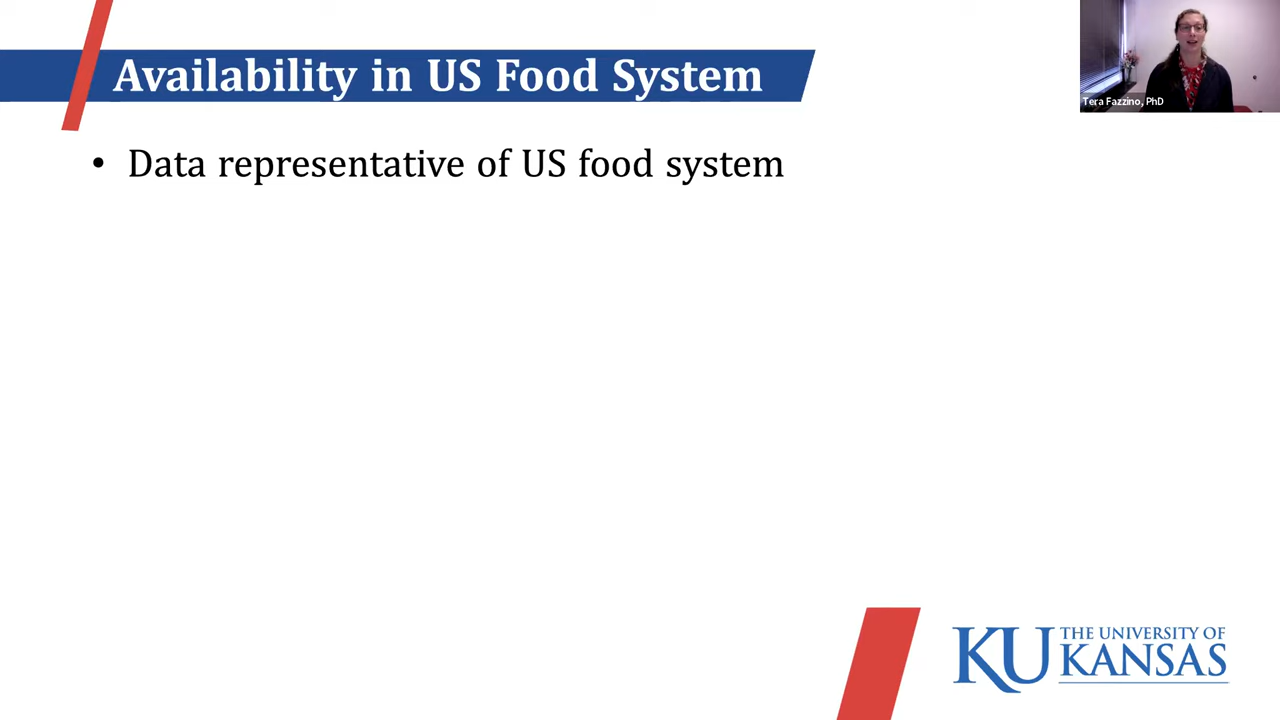 Availability in US Food System
Tera Fazzino, PhD
• Data representative of US food system
KU THE UNIVERSITY OF
KANSAS